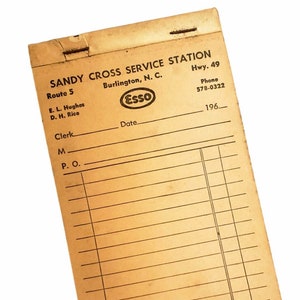 SANDY CROSS SERVICE STATION
Route 5 Burlington, N. C. Hwy. 49
E. L. Hughes Esso Phone
D. H. Rice 578-0322
Clerk Date 196
M
P. O.